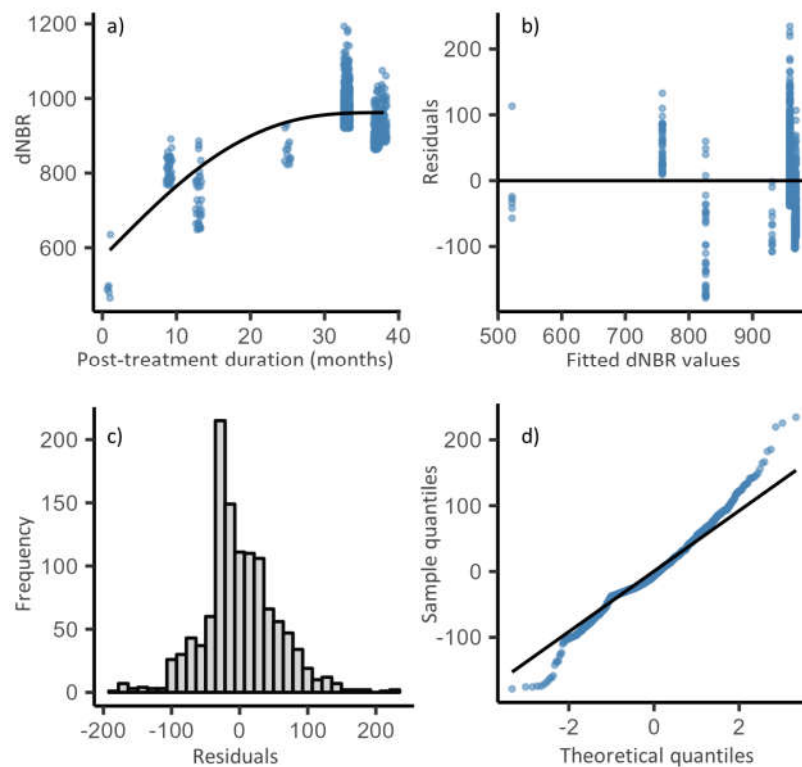 a)
dNBR
1200
1000
800
600
0
10
20
30
40
Post-treatment duration (months)
b)
Residuals
200
100
0
-100
500
600
700
800
900
Fitted dNBR values
c)
Frequency
200
150
100
50
0
-200
-100
0
100
200
Residuals
d)
Sample quantiles
200
100
0
-100
-2
0
2
Theoretical quantiles